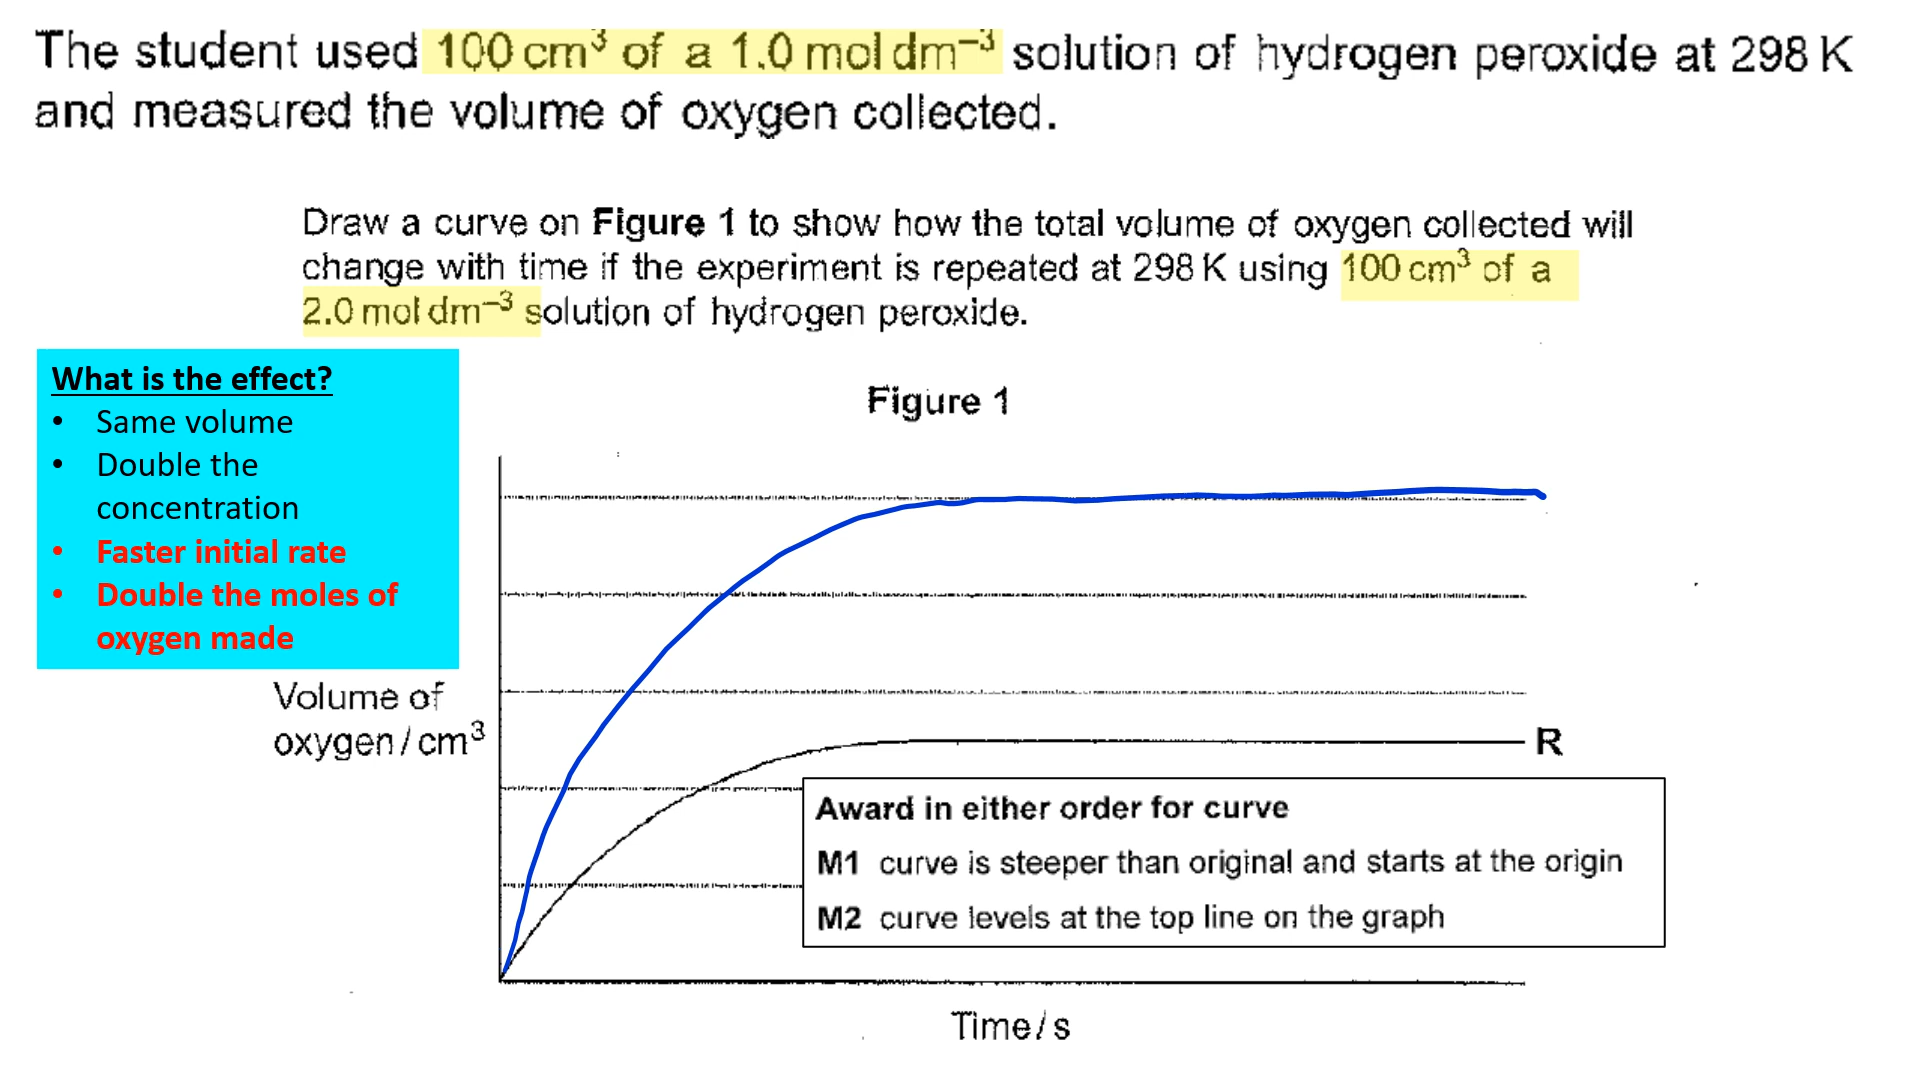 The student used 100 cm³ of a 1.0 mol dm⁻³ solution of hydrogen peroxide at 298 K
and measured the volume of oxygen collected.
Draw a curve on Figure 1 to show how the total volume of oxygen collected will
change with time if the experiment is repeated at 298 K using 100 cm³ of a
2.0 mol dm⁻³ solution of hydrogen peroxide.
What is the effect?
• Same volume
• Double the
concentration
• Faster initial rate
• Double the moles of
oxygen made
Figure 1
Volume of
oxygen / cm³
R
Award in either order for curve
M1 curve is steeper than original and starts at the origin
M2 curve levels at the top line on the graph
Time / s